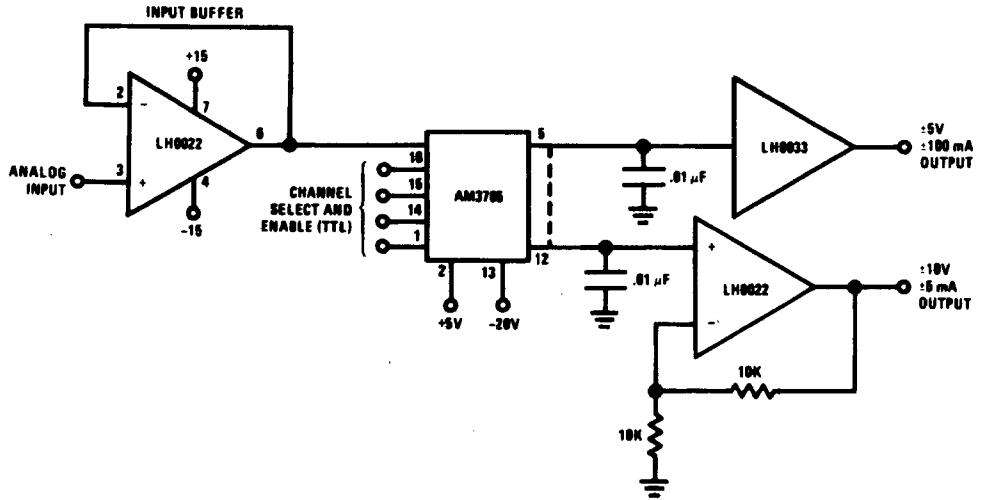 INPUT BUFFER
+15
2
-
7
LH0022
6
3
+
4
-15
ANALOG
INPUT
16
15
14
1
CHANNEL
SELECT AND
ENABLE (TTL)
AM3705
5
12
2
13
+5V
-20V
.01 µF
LH0033
±5V
±100 mA
OUTPUT
.01 µF
+
LH0022
-
±10V
±5 mA
OUTPUT
10K
10K